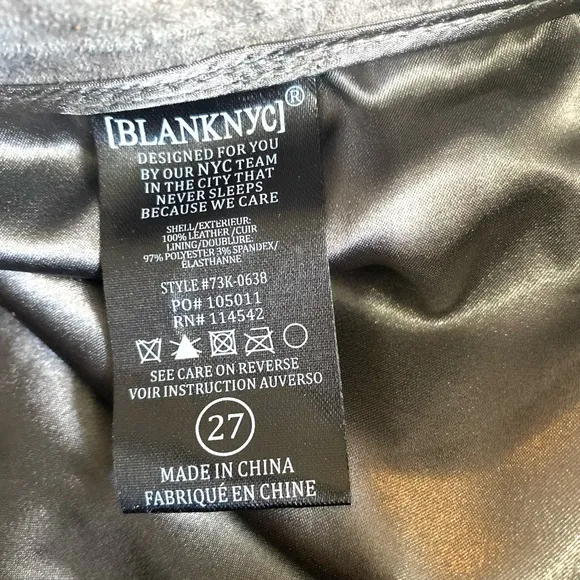 [BLANKNYC]®
DESIGNED FOR YOU
BY OUR NYC TEAM
IN THE CITY THAT
NEVER SLEEPS
BECAUSE WE CARE
SHELL/EXTERIEUR:
100% LEATHER/CUIR
LINING/DOUBLURE:
97% POLYESTER 3% SPANDEX/
ÉLASTHANNE
STYLE #73K-0638
PO# 105011
RN# 114542
SEE CARE ON REVERSE
VOIR INSTRUCTION AUVERSO
27
MADE IN CHINA
FABRIQUÉ EN CHINE